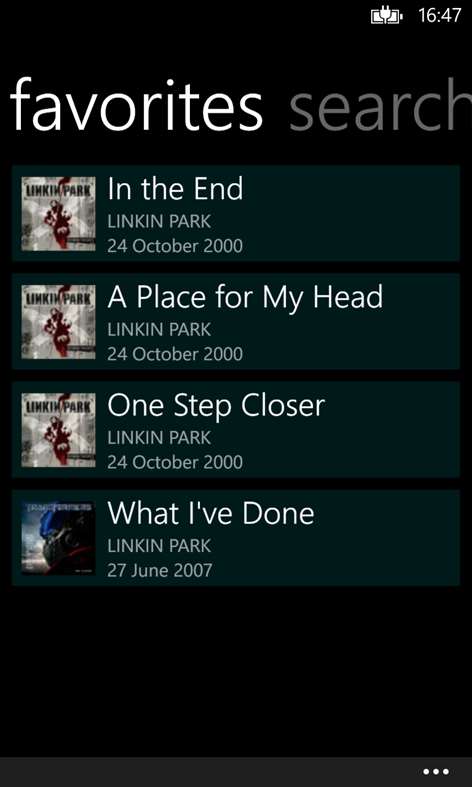 16:47
favorites search
LINKIN PARK
In the End
LINKIN PARK
24 October 2000
LINKIN PARK
A Place for My Head
LINKIN PARK
24 October 2000
LINKIN PARK
One Step Closer
LINKIN PARK
24 October 2000
TRANSFORMERS
What I've Done
LINKIN PARK
27 June 2007